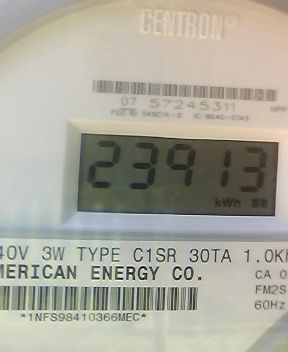 CENTRON®
07 57245311
23913
kWh
40V 3W TYPE C1SR 30TA 1.0K
MERICAN ENERGY CO.
CA 0
FM2S
60Hz
*1NFS98410366MEC*